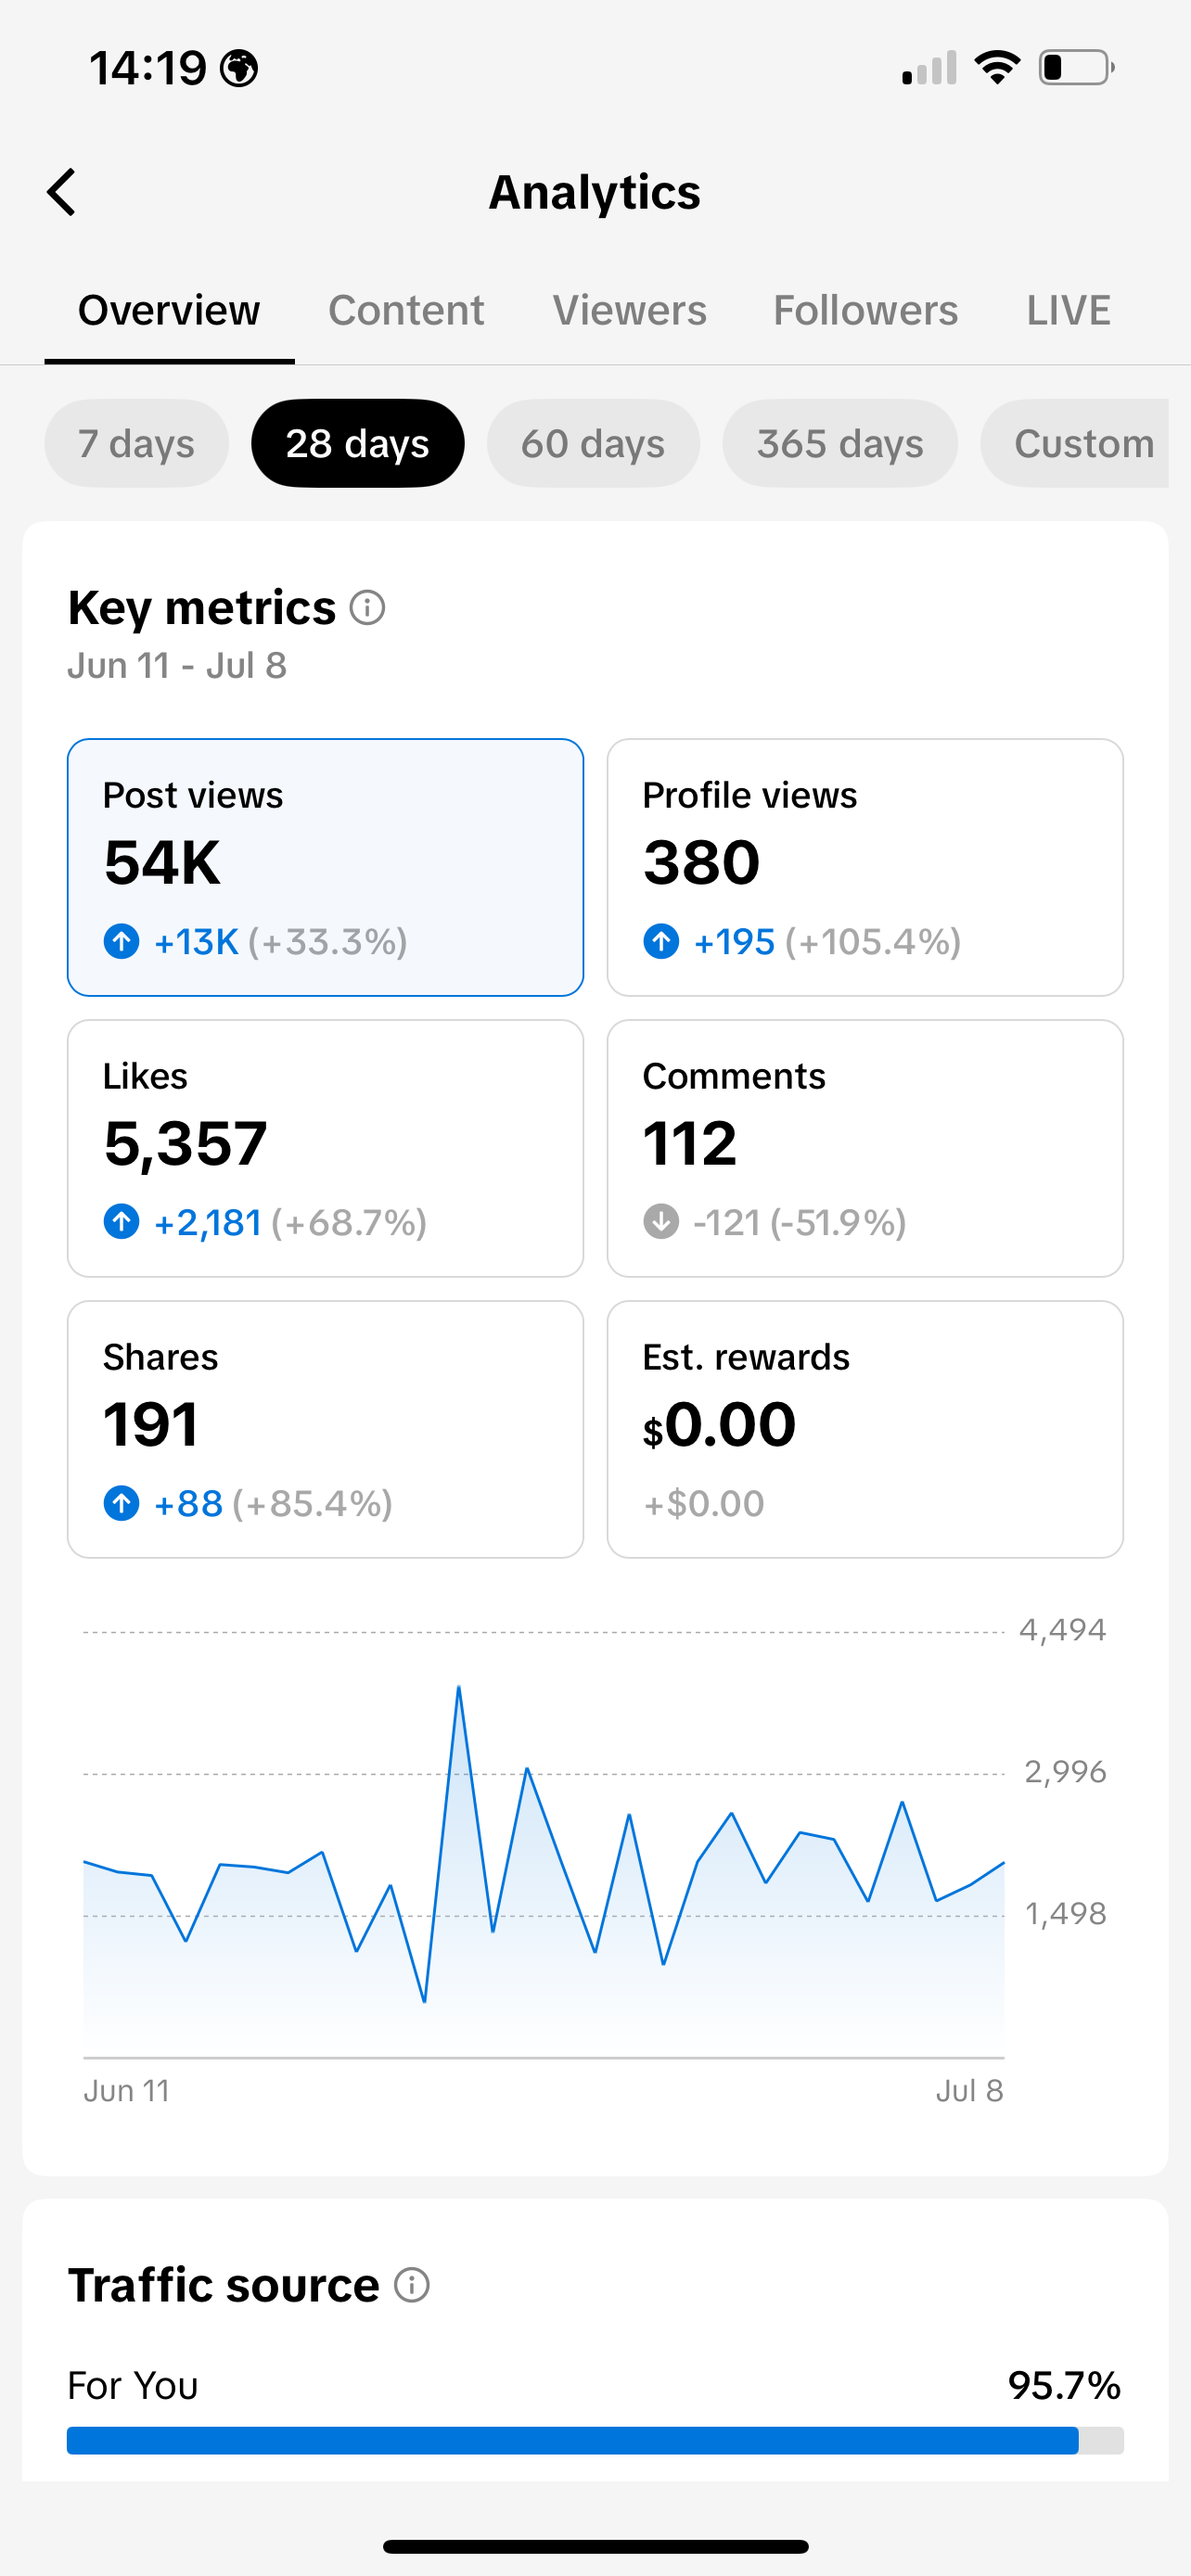 14:19
Analytics
Overview Content Viewers Followers LIVE
7 days 28 days 60 days 365 days Custom
Key metrics
Jun 11 - Jul 8
Post views
54K
+13K (+33.3%)
Profile views
380
+195 (+105.4%)
Likes
5,357
+2,181 (+68.7%)
Comments
112
-121 (-51.9%)
Shares
191
+88 (+85.4%)
Est. rewards
$0.00
+$0.00
4,494
2,996
1,498
Jun 11 Jul 8
Traffic source
For You 95.7%